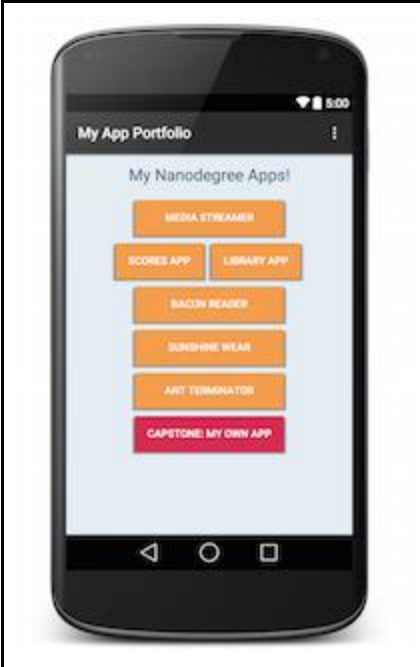 5:00
My App Portfolio
My Nanodegree Apps!
MEDIA STREAMER
SCORES APP LIBRARY APP
BACON READER
SUNSHINE WEAR
ANT TERMINATOR
CAPSTONE: MY OWN APP